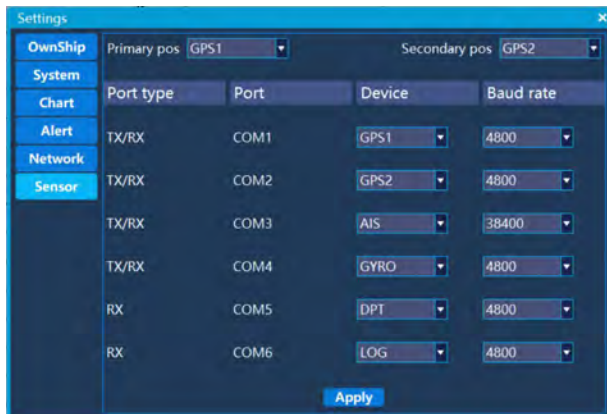 Settings
OwnShip
System
Chart
Alert
Network
Sensor
Primary pos GPS1 Secondary pos GPS2
Port type Port Device Baud rate
TX/RX COM1 GPS1 4800
TX/RX COM2 GPS2 4800
TX/RX COM3 AIS 38400
TX/RX COM4 GYRO 4800
RX COM5 DPT 4800
RX COM6 LOG 4800
Apply